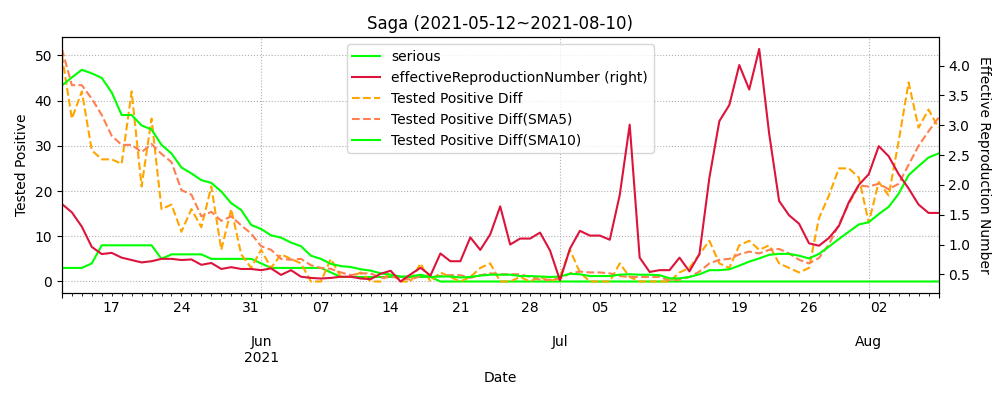 Saga (2021-05-12~2021-08-10)
serious
effectiveReproductionNumber (right)
Tested Positive Diff
Tested Positive Diff(SMA5)
Tested Positive Diff(SMA10)
Tested Positive
50
40
30
20
10
0
4.0
3.5
3.0
2.5
2.0
1.5
1.0
0.5
Effective Reproduction Number
17 24 31 07 14 21 28 05 12 19 26 02
Jun Jul Aug
2021
Date